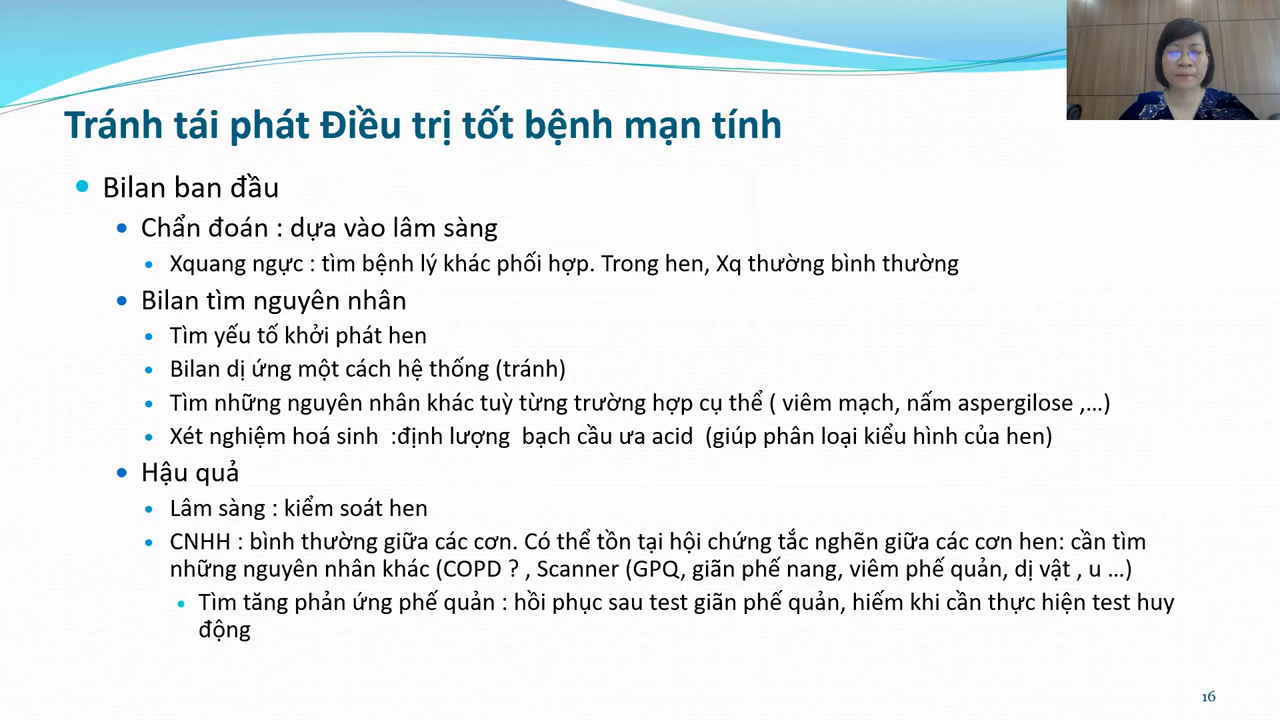 Tránh tái phát Điều trị tốt bệnh mạn tính
Bilan ban đầu
Chẩn đoán : dựa vào lâm sàng
Xquang ngực : tìm bệnh lý khác phối hợp. Trong hen, Xq thường bình thường
Bilan tìm nguyên nhân
Tìm yếu tố khởi phát hen
Bilan dị ứng một cách hệ thống (tránh)
Tìm những nguyên nhân khác tuỳ từng trường hợp cụ thể ( viêm mạch, nấm aspergilose ,...)
Xét nghiệm hoá sinh :định lượng bạch cầu ưa acid (giúp phân loại kiểu hình của hen)
Hậu quả
Lâm sàng : kiểm soát hen
CNHH : bình thường giữa các cơn. Có thể tồn tại hội chứng tắc nghẽn giữa các cơn hen: cần tìm
những nguyên nhân khác (COPD ? , Scanner (GPQ, giãn phế nang, viêm phế quản, dị vật , u ...)
Tìm tăng phản ứng phế quản : hồi phục sau test giãn phế quản, hiếm khi cần thực hiện test huy
động
16